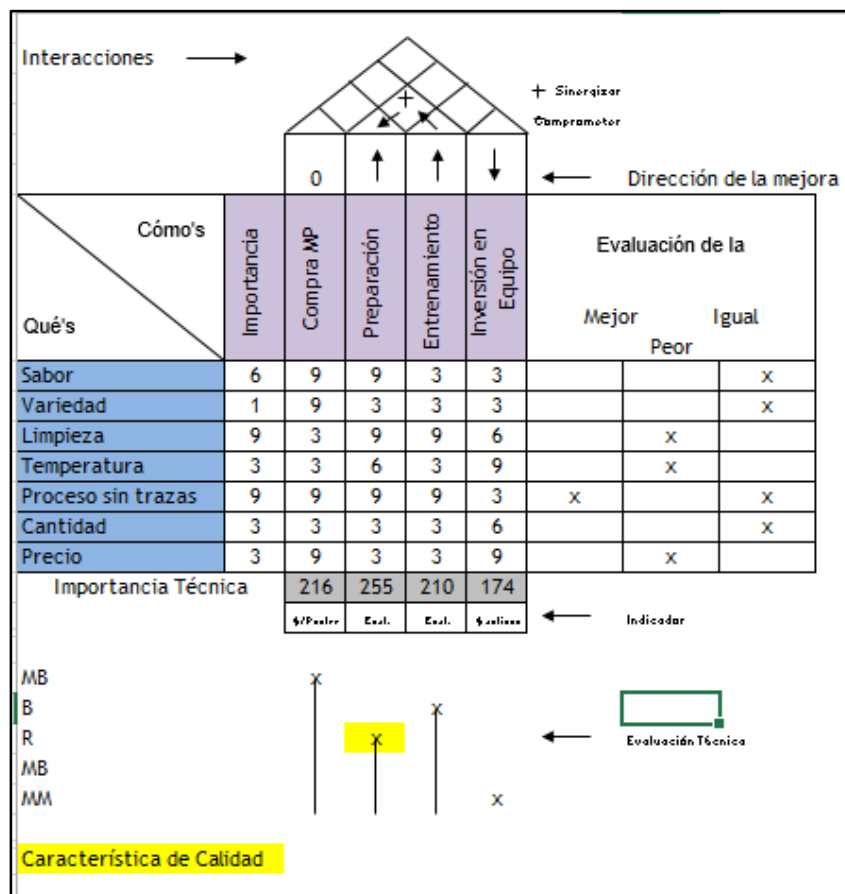 Interacciones
+ Sinergizar
Comprometer
+
0
Dirección de la mejora
Cómo's
Qué's
Importancia
Compra MP
Preparación
Entrenamiento
Inversión en Equipo
Evaluación de la
Mejor Igual
Peor
Sabor 6 9 9 3 3 x
Variedad 1 9 3 3 3 x
Limpieza 9 3 9 9 6 x
Temperatura 3 3 6 3 9 x
Proceso sin trazas 9 9 9 9 3 x x
Cantidad 3 3 3 3 6 x
Precio 3 9 3 3 9 x
Importancia Técnica 216 255 210 174
Eval. Eval. Indicador
MB x
B x
R x Evaluación Técnica
MB
MM x
Característica de Calidad